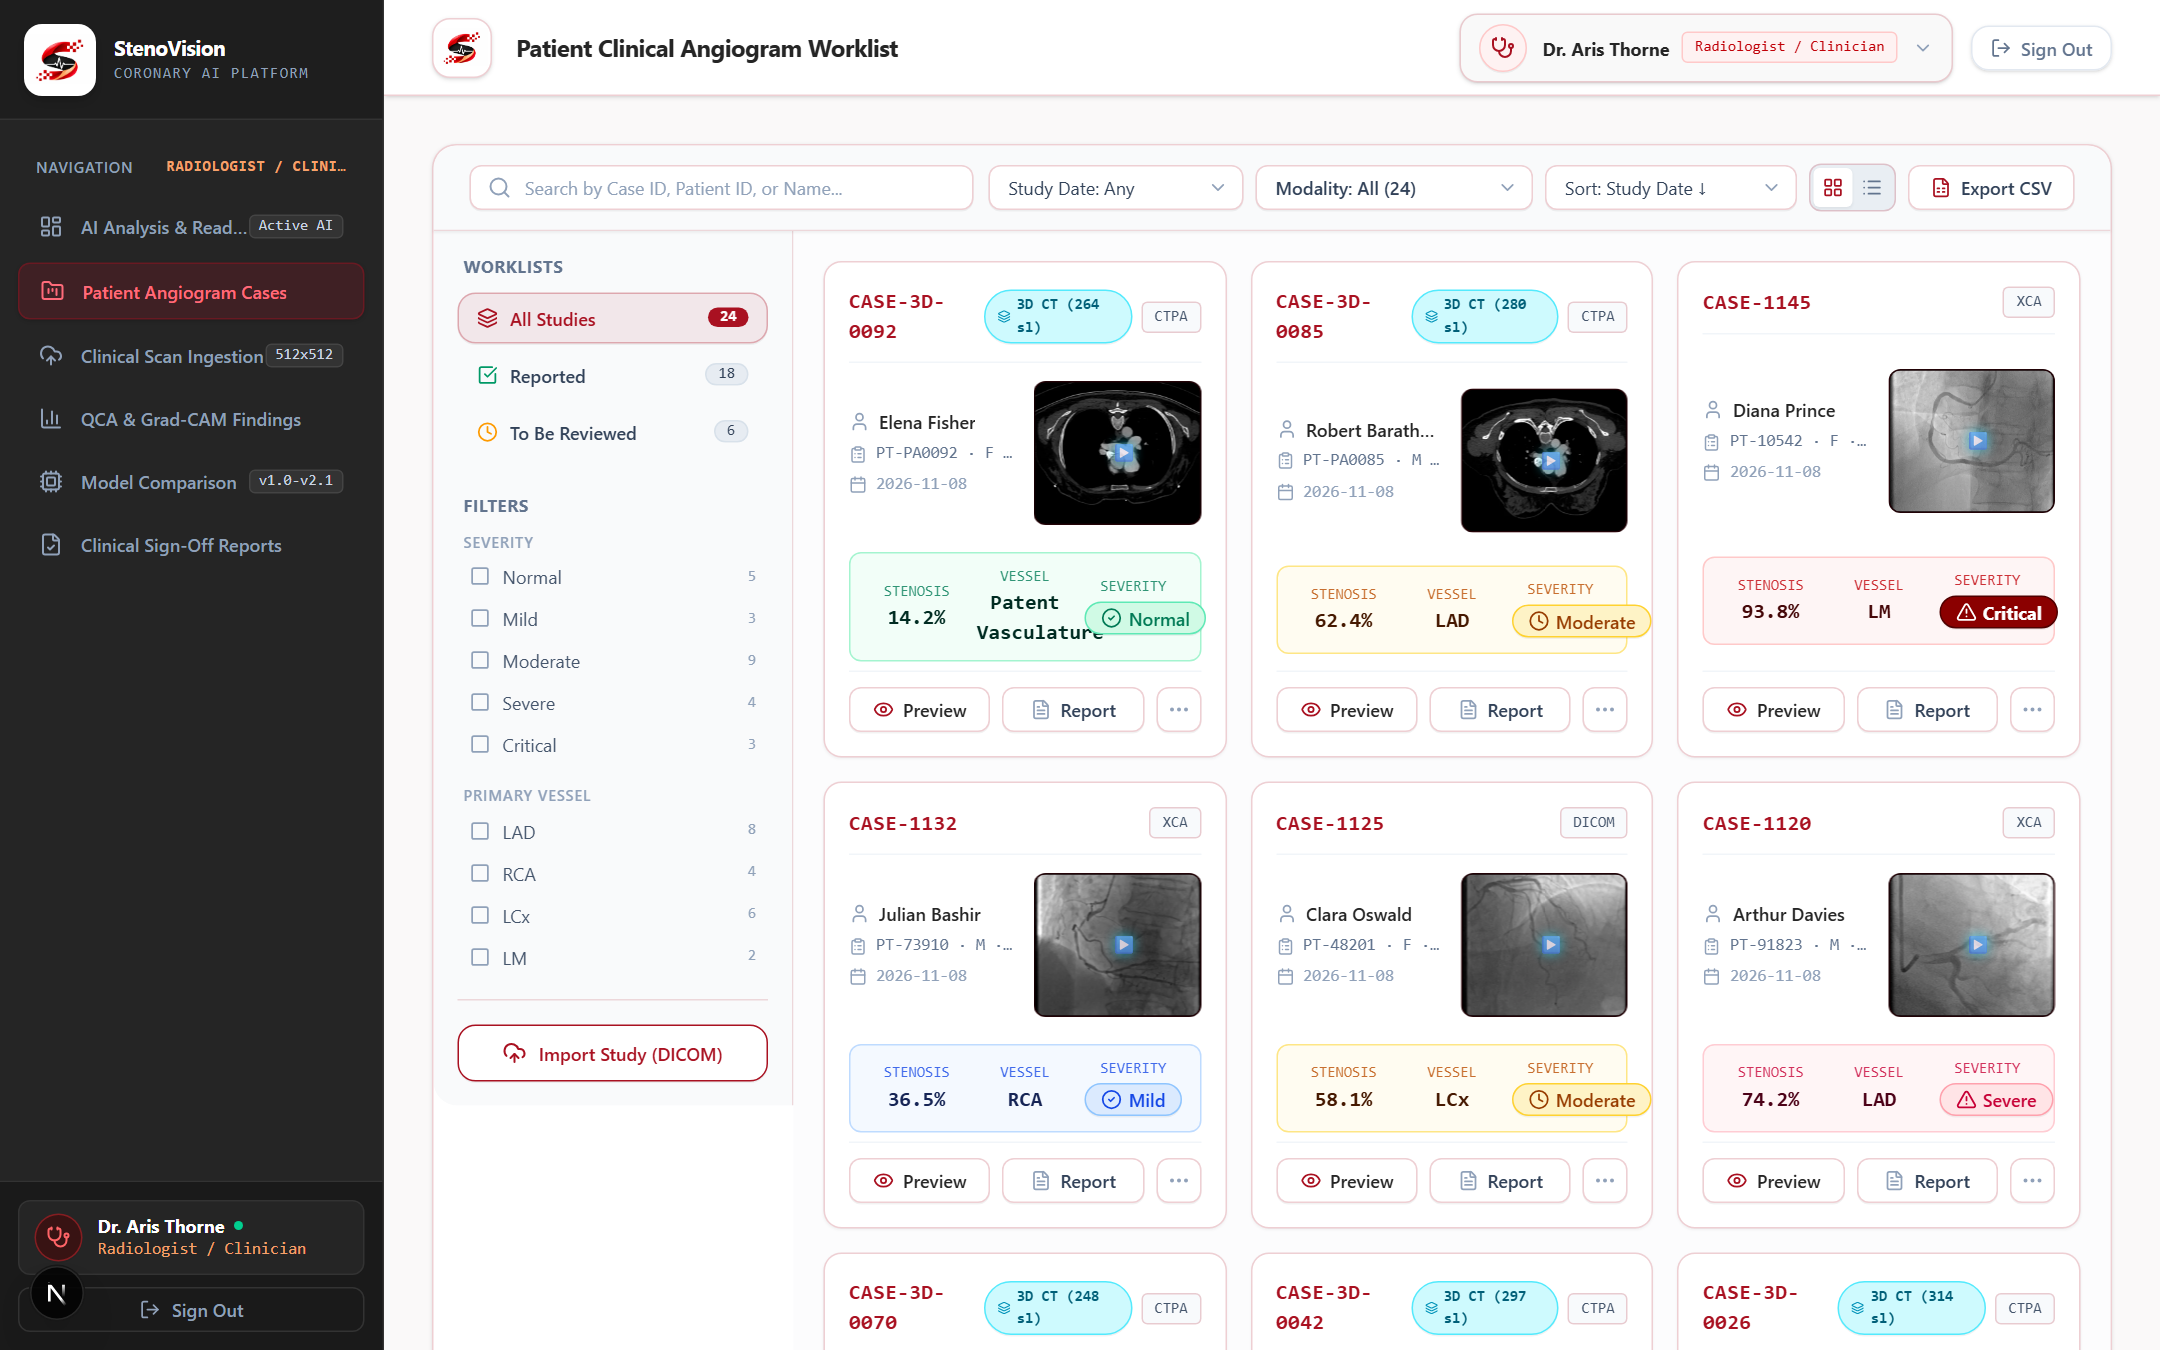 StenoVision
CORONARY AI PLATFORM
NAVIGATION
RADIOLOGIST / CLINI…
AI Analysis & Read...
Active AI
Patient Angiogram Cases
Clinical Scan Ingestion
512x512
QCA & Grad-CAM Findings
Model Comparison
v1.0-v2.1
Clinical Sign-Off Reports
Dr. Aris Thorne
Radiologist / Clinician
N
Sign Out
Patient Clinical Angiogram Worklist
Dr. Aris Thorne
Radiologist / Clinician
Sign Out
Search by Case ID, Patient ID, or Name...
Study Date: Any
Modality: All (24)
Sort: Study Date ↓
Export CSV
WORKLISTS
All Studies
24
Reported
18
To Be Reviewed
6
FILTERS
SEVERITY
Normal
5
Mild
3
Moderate
9
Severe
4
Critical
3
PRIMARY VESSEL
LAD
8
RCA
4
LCx
6
LM
2
Import Study (DICOM)
CASE-3D-
0092
3D CT (264
sl)
CTPA
Elena Fisher
PT-PA0092 · F …
2026-11-08
STENOSIS
14.2%
VESSEL
Patent
Vasculature
SEVERITY
Normal
Preview
Report
CASE-3D-
0085
3D CT (280
sl)
CTPA
Robert Barath...
PT-PA0085 · M …
2026-11-08
STENOSIS
62.4%
VESSEL
LAD
SEVERITY
Moderate
Preview
Report
CASE-1145
XCA
Diana Prince
PT-10542 · F ·…
2026-11-08
STENOSIS
93.8%
VESSEL
LM
SEVERITY
Critical
Preview
Report
CASE-1132
XCA
Julian Bashir
PT-73910 · M ·…
2026-11-08
STENOSIS
36.5%
VESSEL
RCA
SEVERITY
Mild
Preview
Report
CASE-1125
DICOM
Clara Oswald
PT-48201 · F ·…
2026-11-08
STENOSIS
58.1%
VESSEL
LCx
SEVERITY
Moderate
Preview
Report
CASE-1120
XCA
Arthur Davies
PT-91823 · M ·…
2026-11-08
STENOSIS
74.2%
VESSEL
LAD
SEVERITY
Severe
Preview
Report
CASE-3D-
0070
3D CT (248
sl)
CTPA
CASE-3D-
0042
3D CT (297
sl)
CTPA
CASE-3D-
0026
3D CT (314
sl)
CTPA